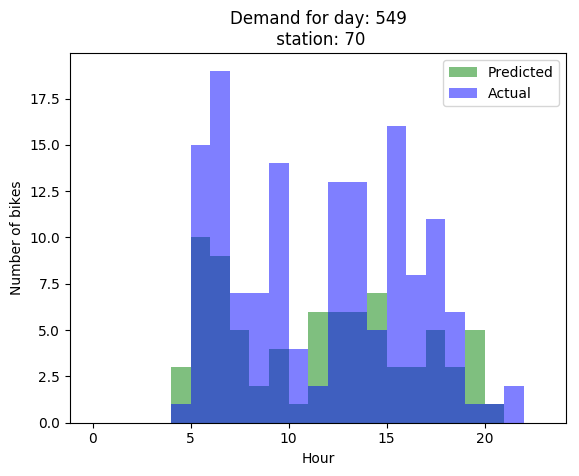 Demand for day: 549
station: 70
Predicted
Actual
Number of bikes
17.5
15.0
12.5
10.0
7.5
5.0
2.5
0.0
0
5
10
15
20
Hour